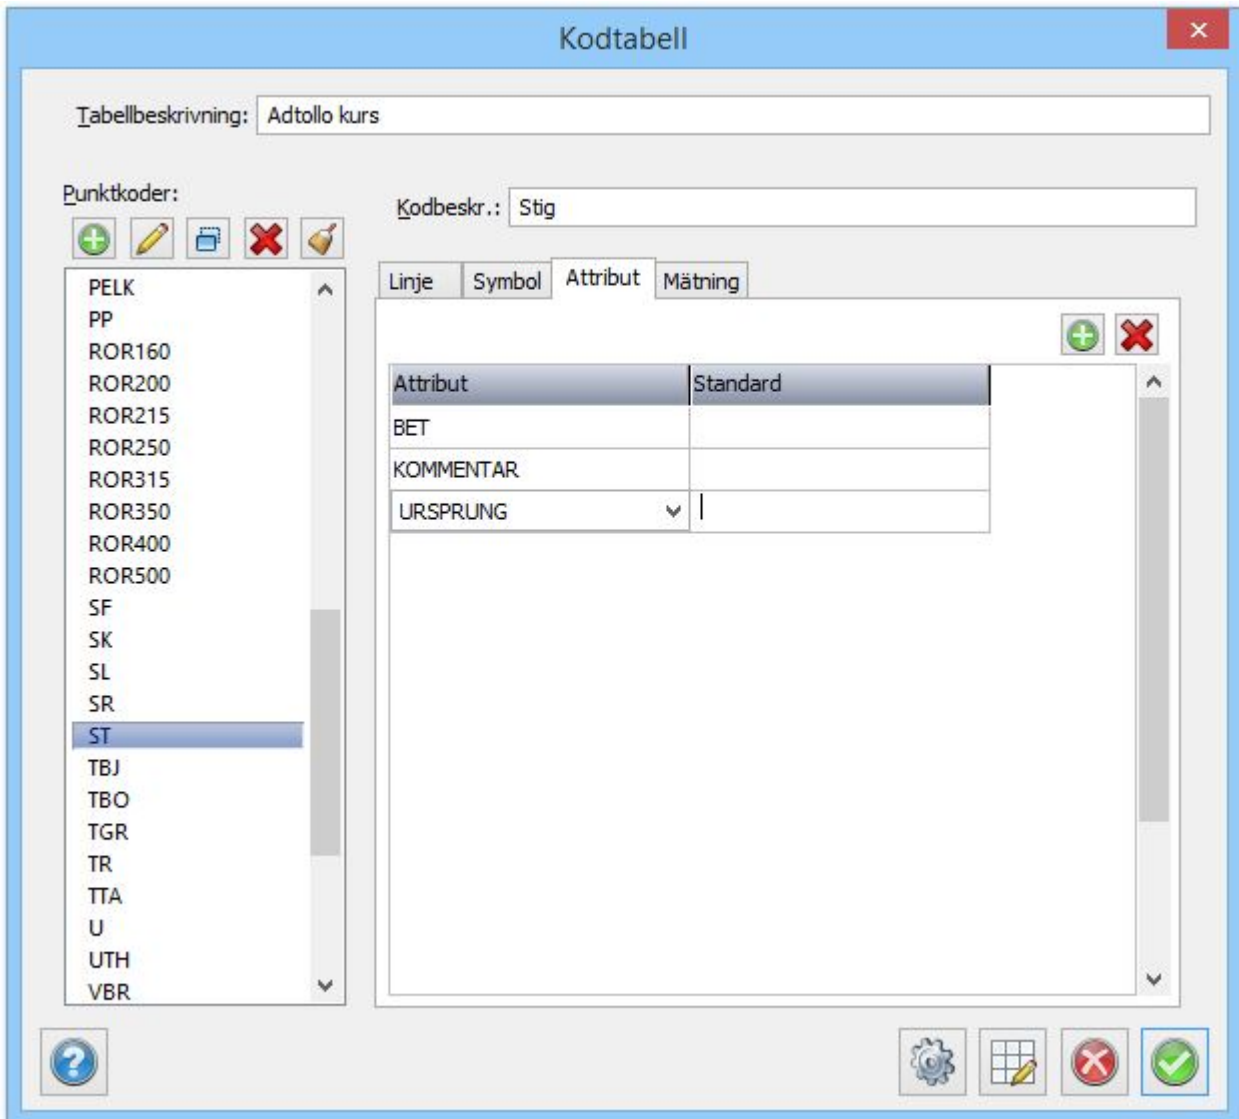 Kodtabell
Tabellbeskrivning: Adtollo kurs
Punktkoder:
Kodbeskr.: Stig
PELK
PP
ROR160
ROR200
ROR215
ROR250
ROR315
ROR350
ROR400
ROR500
SF
SK
SL
SR
ST
TBJ
TBO
TGR
TR
TTA
U
UTH
VBR
Linje Symbol Attribut Mätning
Attribut Standard
BET
KOMMENTAR
URSPRUNG